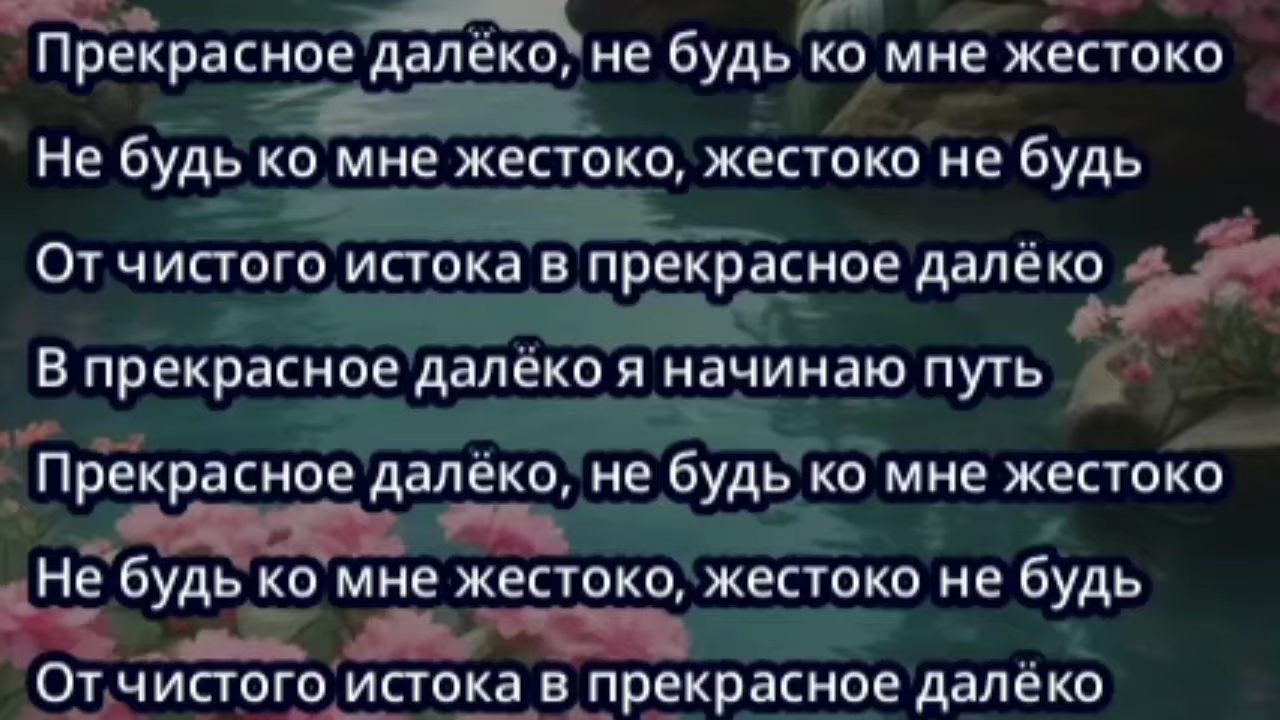 Прекрасное далёко, не будь ко мне жестоко
Не будь ко мне жестоко, жестоко не будь
От чистого истока в прекрасное далёко
В прекрасное далёко я начинаю путь
Прекрасное далёко, не будь ко мне жестоко
Не будь ко мне жестоко, жестоко не будь
От чистого истока в прекрасное далёко